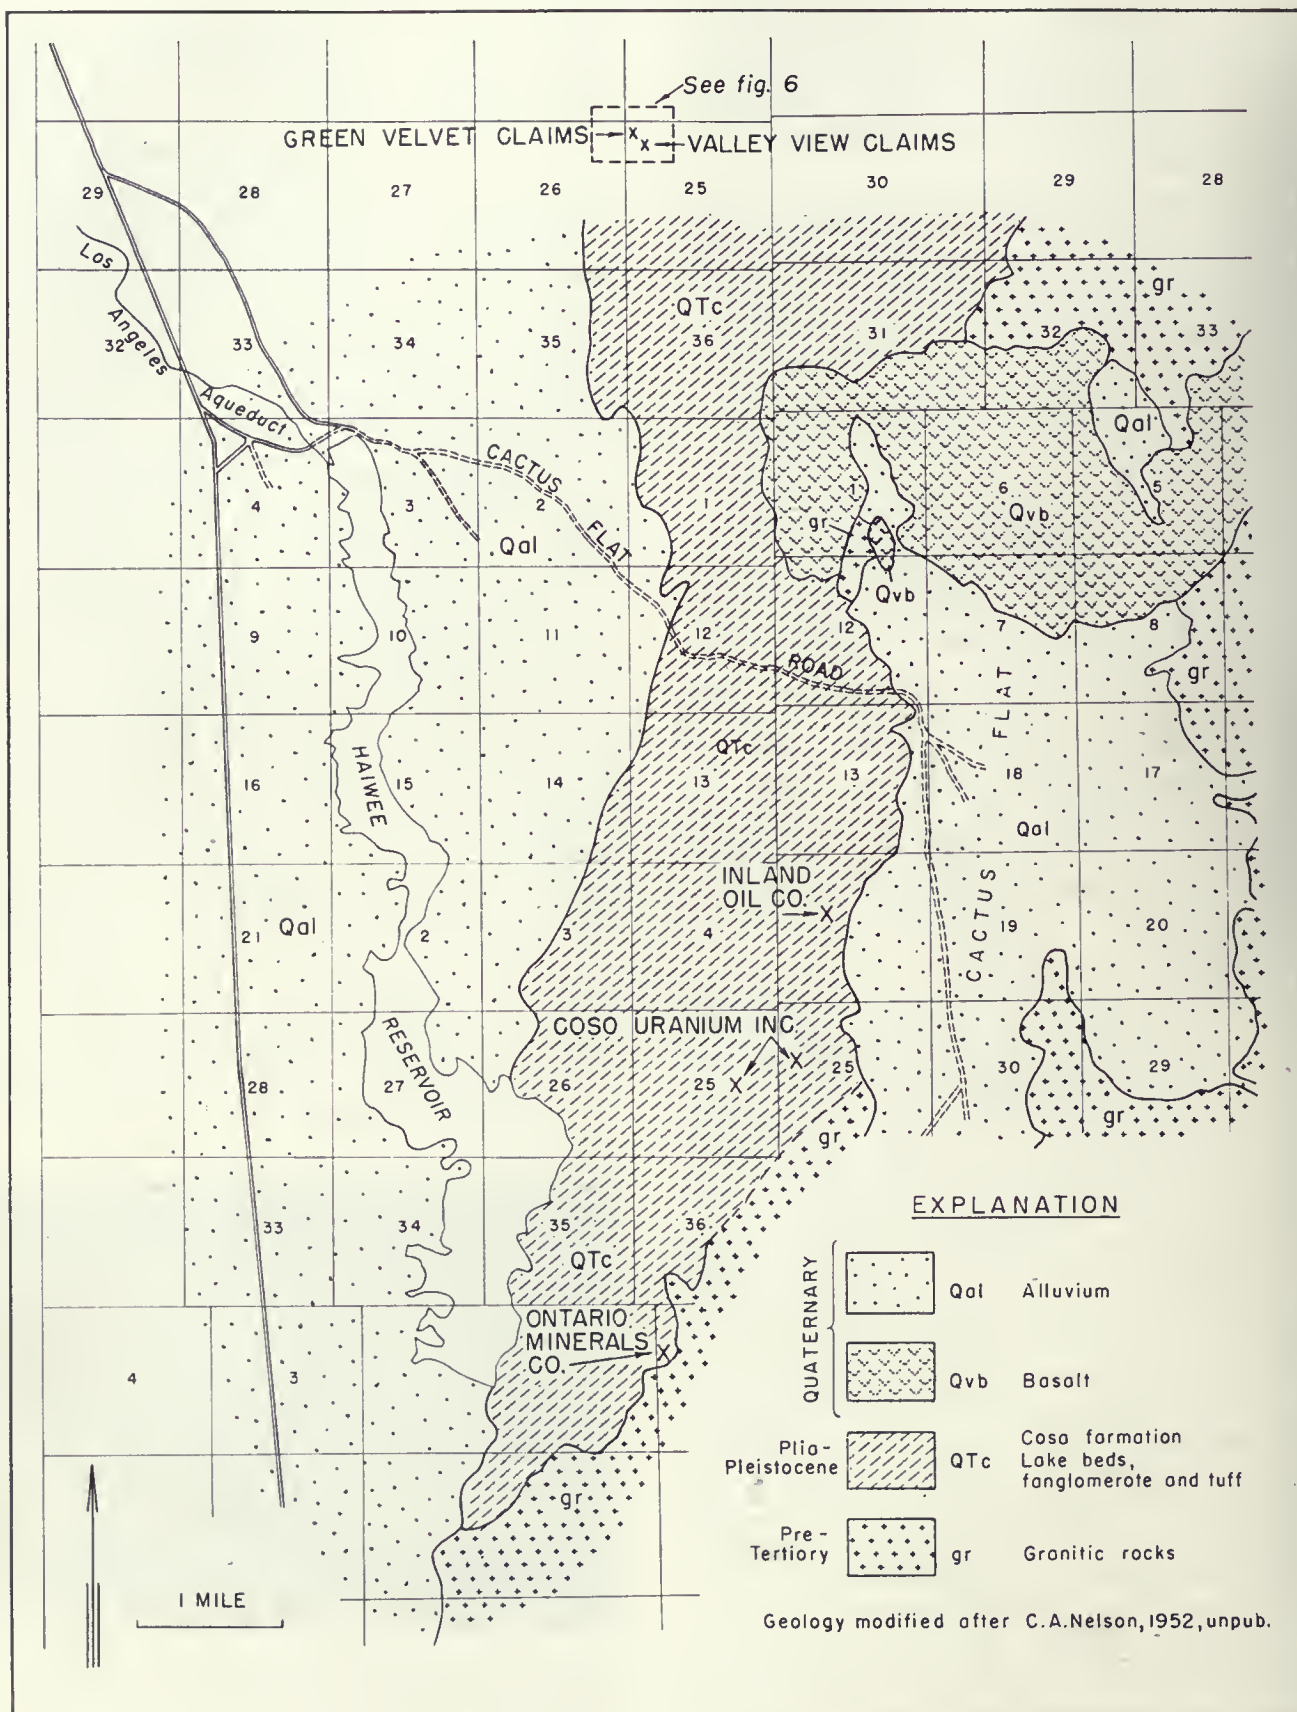 See fig. 6
GREEN VELVET CLAIMS
x
x
VALLEY VIEW CLAIMS
29
28
27
26
25
30
29
28
Los
Angeles
Aqueduct
32
33
34
35
QTc
36
31
32
gr
33
Qal
CACTUS
FLAT
ROAD
4
3
2
1
1
6
5
Qal
gr
Qvb
Qvb
9
10
11
12
12
7
8
gr
FLAT
HAIWEE
QTc
16
15
14
13
13
18
17
Qal
INLAND
OIL CO.
X
CACTUS
21
Qal
2
3
4
19
20
RESERVOIR
COSO URANIUM INC.
X
X
28
27
26
25
25
30
29
gr
gr
33
34
35
36
QTc
ONTARIO
MINERALS
CO.
X
4
3
gr
1 MILE
EXPLANATION
QUATERNARY
Qal Alluvium
Qvb Basalt
Plio-
Pleistocene
QTc
Coso formation
Lake beds,
fanglomerote and tuff
Pre-
Tertiory
gr Granitic rocks
Geology modified after C.A.Nelson, 1952, unpub.